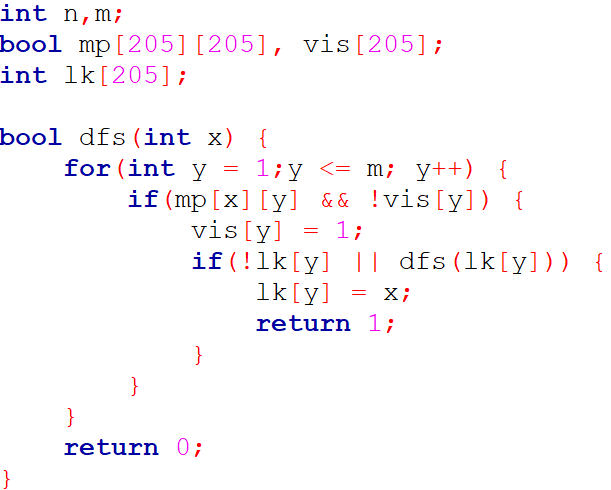 int n,m;
bool mp[205][205], vis[205];
int lk[205];

bool dfs(int x) {
    for(int y = 1;y <= m; y++) {
        if(mp[x][y] && !vis[y]) {
            vis[y] = 1;
            if(!lk[y] || dfs(lk[y])) {
                lk[y] = x;
                return 1;
            }
        }
    }
    return 0;
}